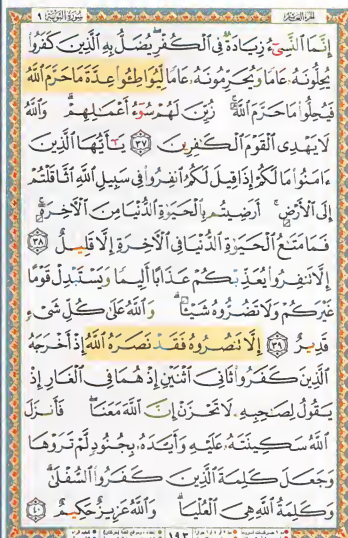 سورة التوبة ٩
الجزء العاشر
إِنَّمَا ٱلنَّسِيٓءُ زِيَادَةٌ فِى ٱلْكُفْرِ يُضَلُّ بِهِ ٱلَّذِينَ كَفَرُوا۟
يُحِلُّونَهُۥ عَامًا وَيُحَرِّمُونَهُۥ عَامًا لِّيُوَاطِـُٔوا۟ عِدَّةَ مَا حَرَّمَ ٱللَّهُ
فَيُحِلُّوا۟ مَا حَرَّمَ ٱللَّهُ ۚ زُيِّنَ لَهُمْ سُوٓءُ أَعْمَـٰلِهِمْ ۗ وَٱللَّهُ
لَا يَهْدِى ٱلْقَوْمَ ٱلْكَـٰفِرِينَ ٣٧ يَـٰٓأَيُّهَا ٱلَّذِينَ
ءَامَنُوا۟ مَا لَكُمْ إِذَا قِيلَ لَكُمُ ٱنفِرُوا۟ فِى سَبِيلِ ٱللَّهِ ٱثَّاقَلْتُمْ
إِلَى ٱلْأَرْضِ ۚ أَرَضِيتُم بِٱلْحَيَوٰةِ ٱلدُّنْيَا مِنَ ٱلْـَٔاخِرَةِ ۚ
فَمَا مَتَـٰعُ ٱلْحَيَوٰةِ ٱلدُّنْيَا فِى ٱلْـَٔاخِرَةِ إِلَّا قَلِيلٌ ٣٨
إِلَّا تَنفِرُوا۟ يُعَذِّبْكُمْ عَذَابًا أَلِيمًا وَيَسْتَبْدِلْ قَوْمًا
غَيْرَكُمْ وَلَا تَضُرُّوهُ شَيْـًٔا ۗ وَٱللَّهُ عَلَىٰ كُلِّ شَىْءٍ
قَدِيرٌ ٣٩ إِلَّا تَنصُرُوهُ فَقَدْ نَصَرَهُ ٱللَّهُ إِذْ أَخْرَجَهُ
ٱلَّذِينَ كَفَرُوا۟ ثَانِىَ ٱثْنَيْنِ إِذْ هُمَا فِى ٱلْغَارِ إِذْ
يَقُولُ لِصَـٰحِبِهِۦ لَا تَحْزَنْ إِنَّ ٱللَّهَ مَعَنَا ۖ فَأَنزَلَ
ٱللَّهُ سَكِينَتَهُۥ عَلَيْهِ وَأَيَّدَهُۥ بِجُنُودٍ لَّمْ تَرَوْهَا
وَجَعَلَ كَلِمَةَ ٱلَّذِينَ كَفَرُوا۟ ٱلسُّفْلَىٰ ۗ
وَكَلِمَةُ ٱللَّهِ هِىَ ٱلْعُلْيَا ۗ وَٱللَّهُ عَزِيزٌ حَكِيمٌ ٤٠
١٩٣